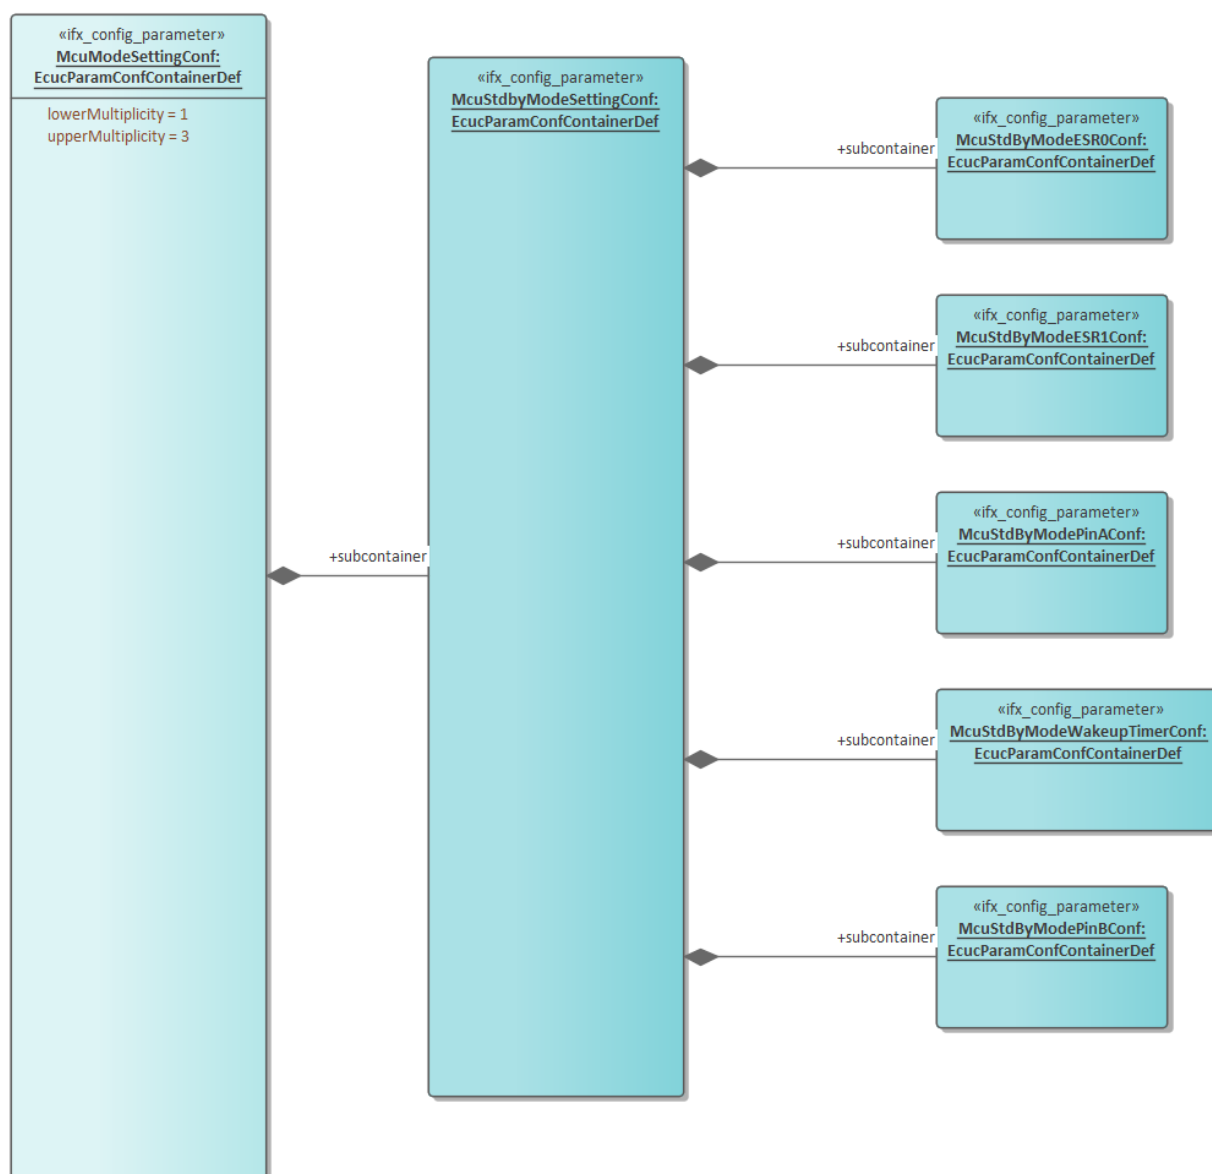 «ifx_config_parameter»
McuModeSettingConf:
EcucParamConfContainerDef
lowerMultiplicity = 1
upperMultiplicity = 3
+subcontainer
«ifx_config_parameter»
McuStdbyModeSettingConf:
EcucParamConfContainerDef
+subcontainer
«ifx_config_parameter»
McuStdByModeESR0Conf:
EcucParamConfContainerDef
+subcontainer
«ifx_config_parameter»
McuStdByModeESR1Conf:
EcucParamConfContainerDef
+subcontainer
«ifx_config_parameter»
McuStdByModePinAConf:
EcucParamConfContainerDef
+subcontainer
«ifx_config_parameter»
McuStdByModeWakeupTimerConf:
EcucParamConfContainerDef
+subcontainer
«ifx_config_parameter»
McuStdByModePinBConf:
EcucParamConfContainerDef